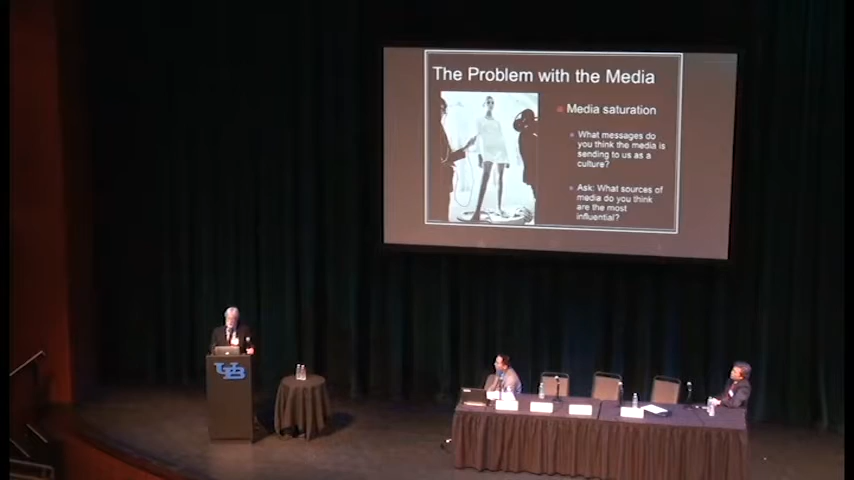 The Problem with the Media
Media saturation
What messages do
you think the media is
sending to us as a
culture?
Ask: What sources of
media do you think
are the most
influential?
UB